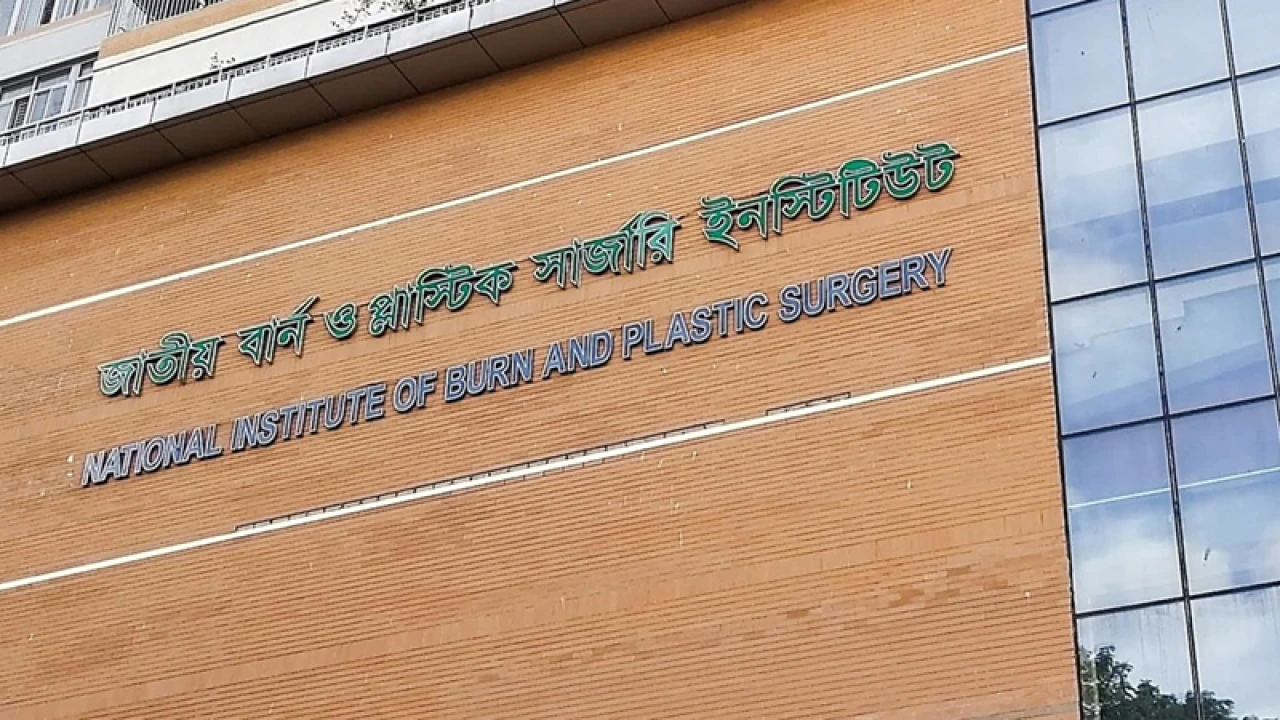 জাতীয় বার্ন ও প্লাস্টিক সার্জারি ইনস্টিটিউট
NATIONAL INSTITUTE OF BURN AND PLASTIC SURGERY